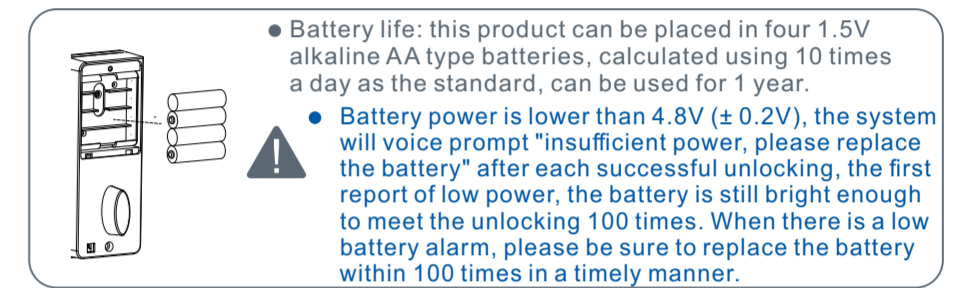 ● Battery life: this product can be placed in four 1.5V
alkaline AA type batteries, calculated using 10 times
a day as the standard, can be used for 1 year.
● Battery power is lower than 4.8V (± 0.2V), the system
will voice prompt "insufficient power, please replace
the battery" after each successful unlocking, the first
report of low power, the battery is still bright enough
to meet the unlocking 100 times. When there is a low
battery alarm, please be sure to replace the battery
within 100 times in a timely manner.